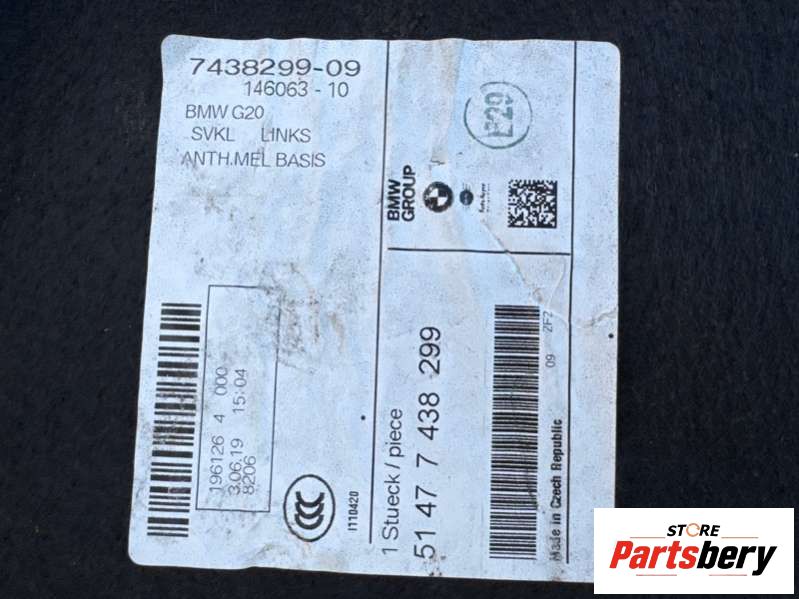 7438299-09
146063-10
BMW G20
SVKL LINKS
ANTH.MEL BASIS
E29
BMW
GROUP
196126 4 000
3.06.19 15:04
8206
I110420
1 Stueck / piece
51 47 7 438 299
09 ZF2
Made in Czech Republic
STORE
Partsbery